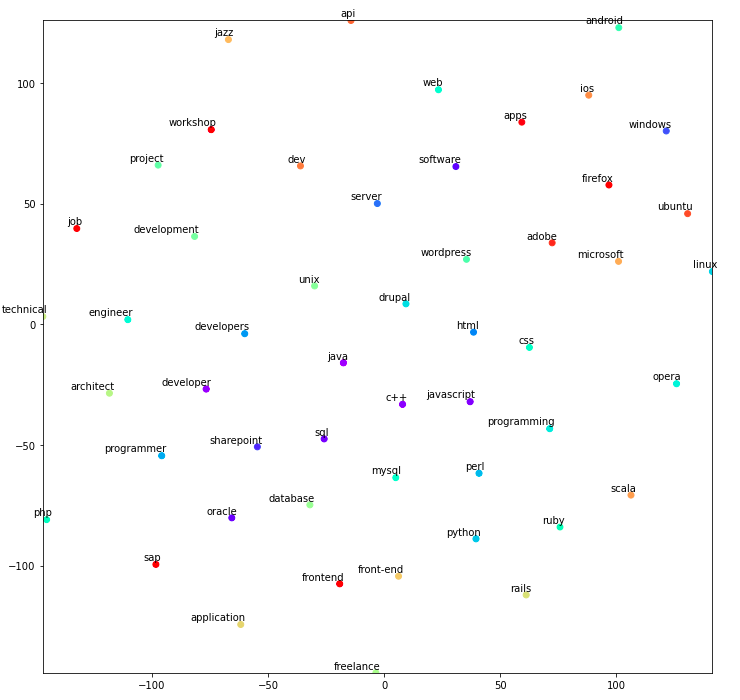 api
android
jazz
web
ios
100
apps
workshop
windows
project
dev
software
firefox
50
server
ubuntu
job
development
adobe
wordpress
microsoft
linux
unix
drupal
technical
engineer
0
developers
html
css
java
opera
developer
architect
c++
javascript
programming
sql
−50
sharepoint
programmer
mysql
perl
scala
database
php
oracle
ruby
python
sap
−100
front-end
frontend
rails
application
freelance
−100
−50
0
50
100